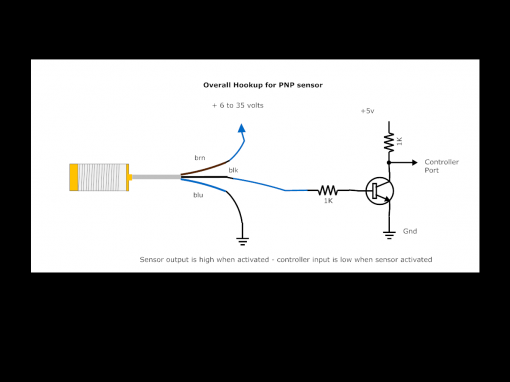 Overall Hookup for PNP sensor
+ 6 to 35 volts
+5v
1K
brn
blk
Controller
Port
blu
1K
Gnd
Sensor output is high when activated - controller input is low when sensor activated